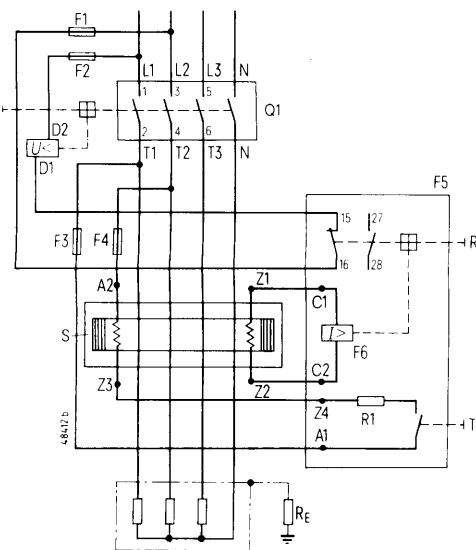 F1
F2
L1 L2 L3 N
1 3 5
Q1
D2
U<
D1
2 4 6
T1 T2 T3 N
F5
F3 F4
15 27
R
16 28
A2
Z1
C1
S
I>
F6
C2
Z3
Z2
Z4
R1
A1
T
48412 b
RE